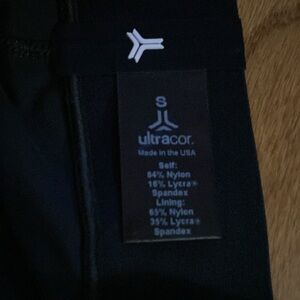 S
ultracor.
Made in the USA
Self:
84% Nylon
16% Lycra®
Spandex
Lining:
65% Nylon
35% Lycra®
Spandex